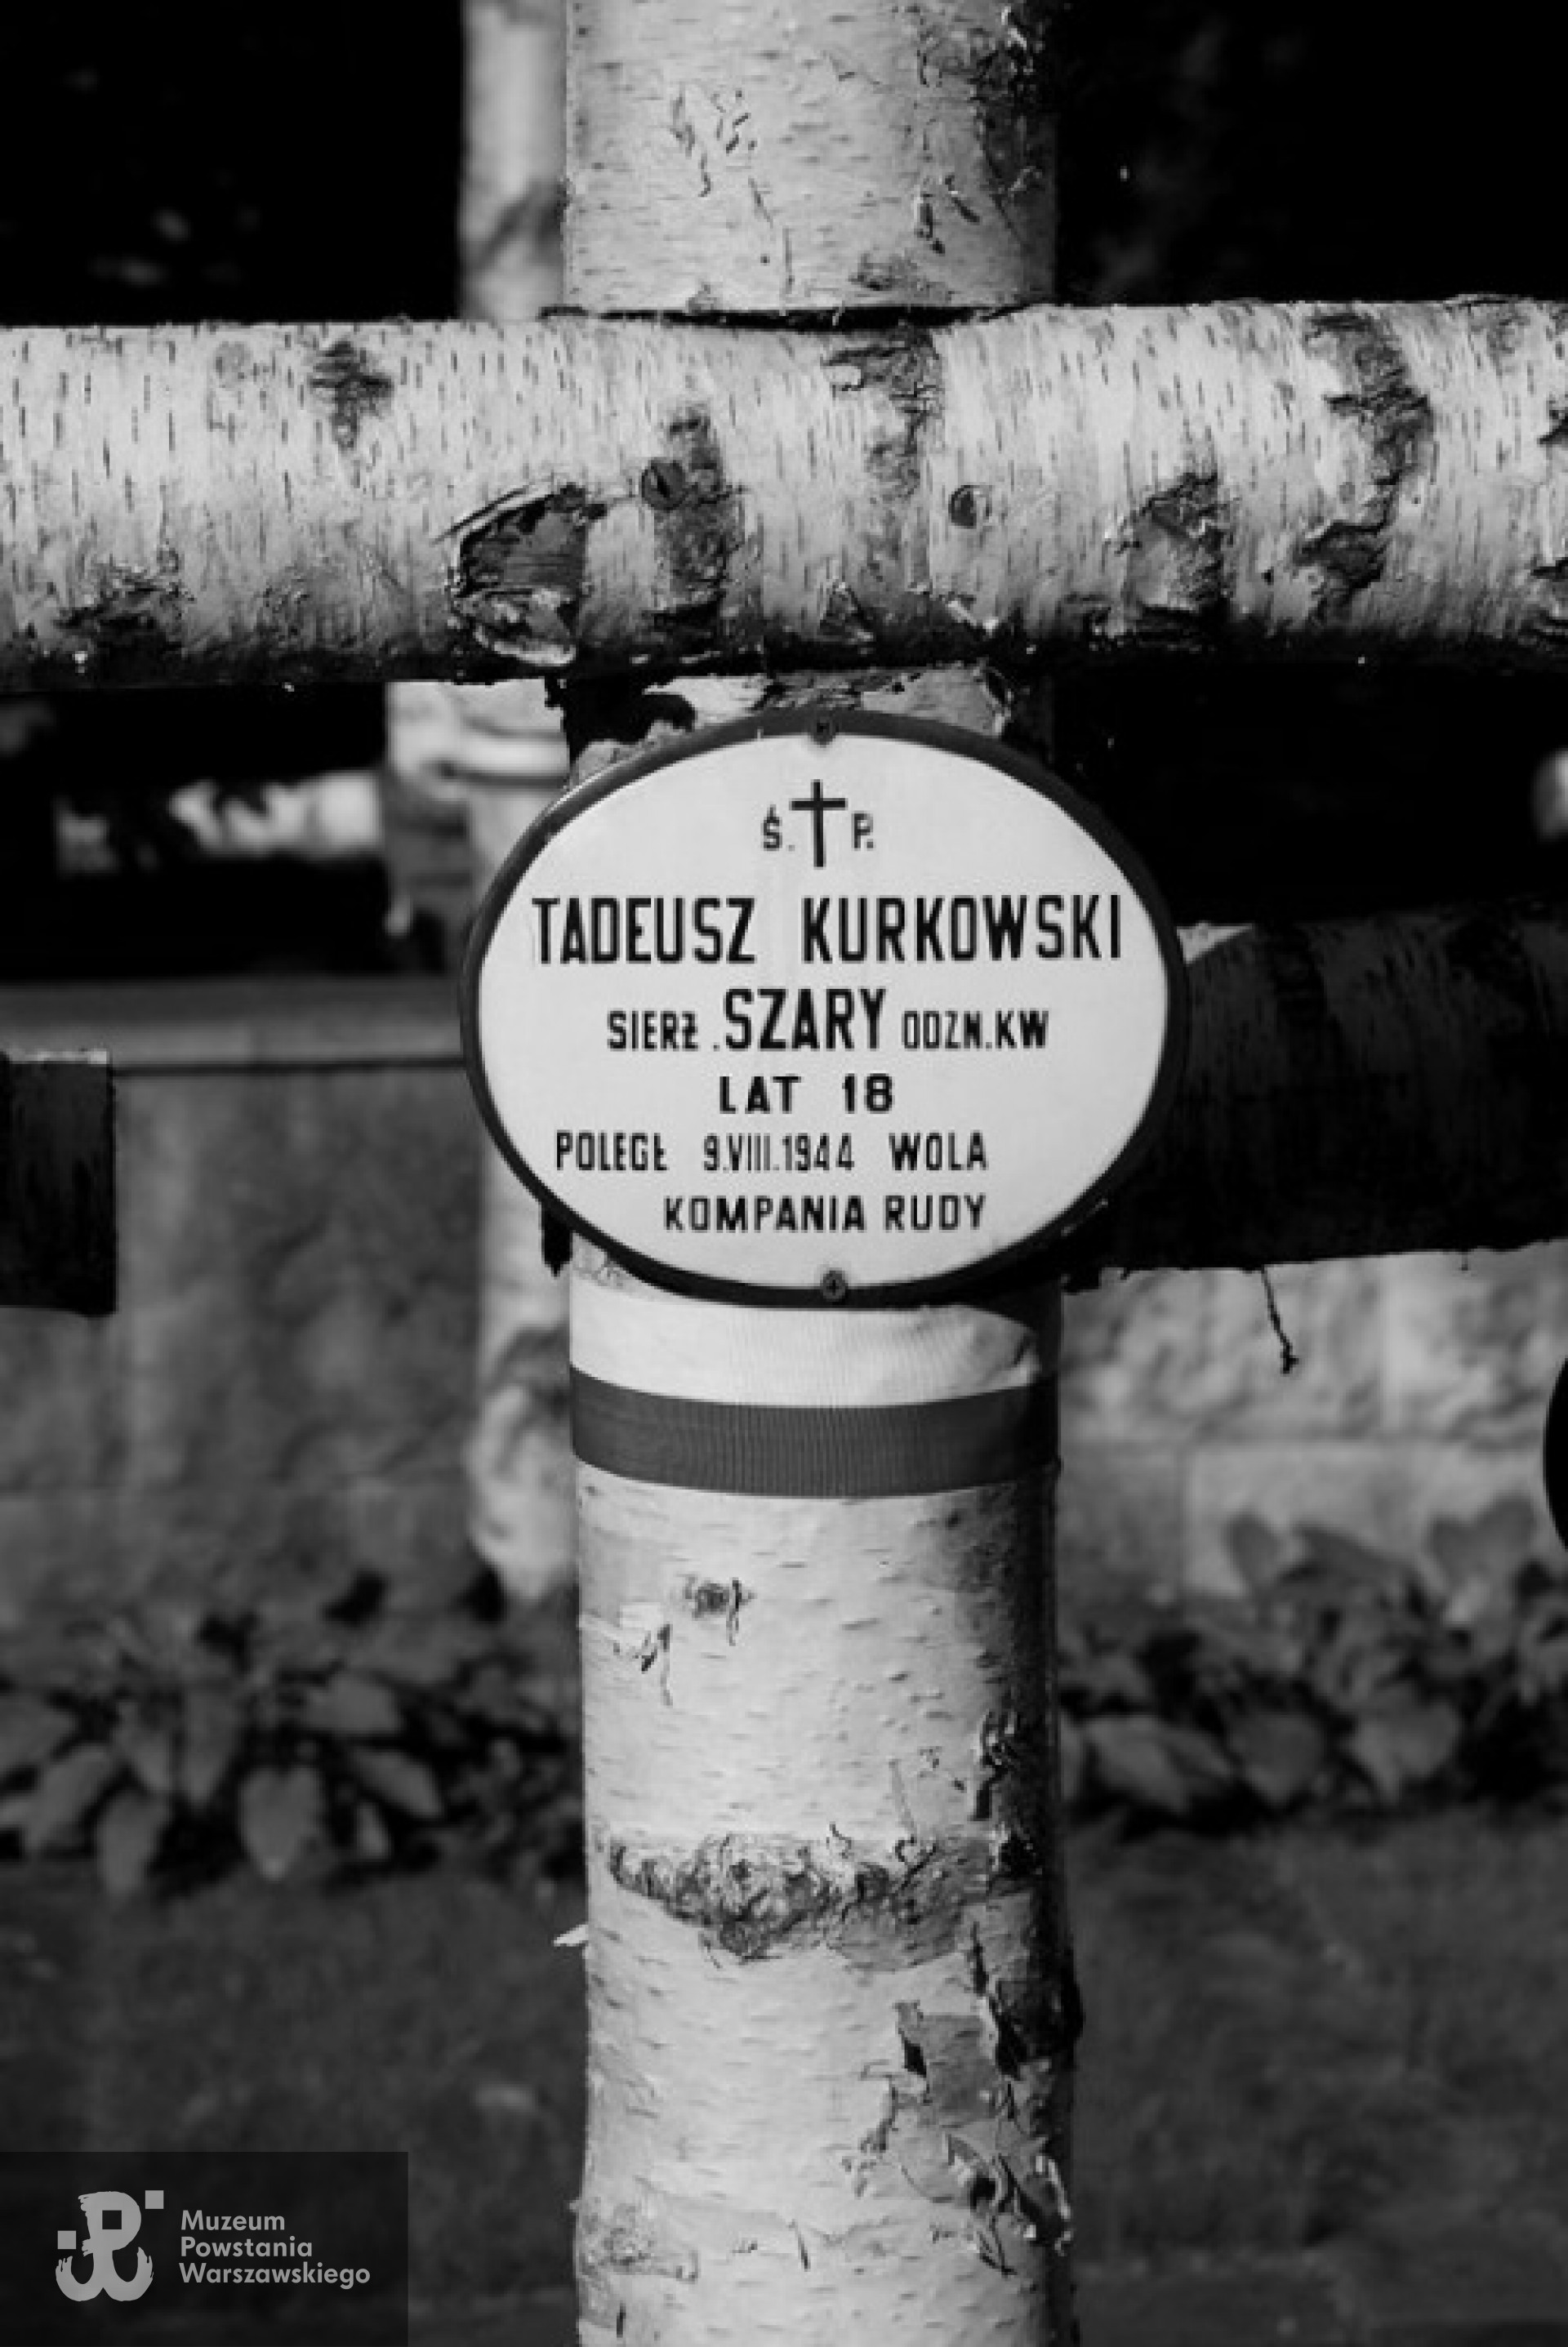 Ś. P.
TADEUSZ KURKOWSKI
SIERŻ. SZARY ODZN.KW
LAT 18
POLEGŁ 9.VIII.1944 WOLA
KOMPANIA RUDY
Muzeum
Powstania
Warszawskiego